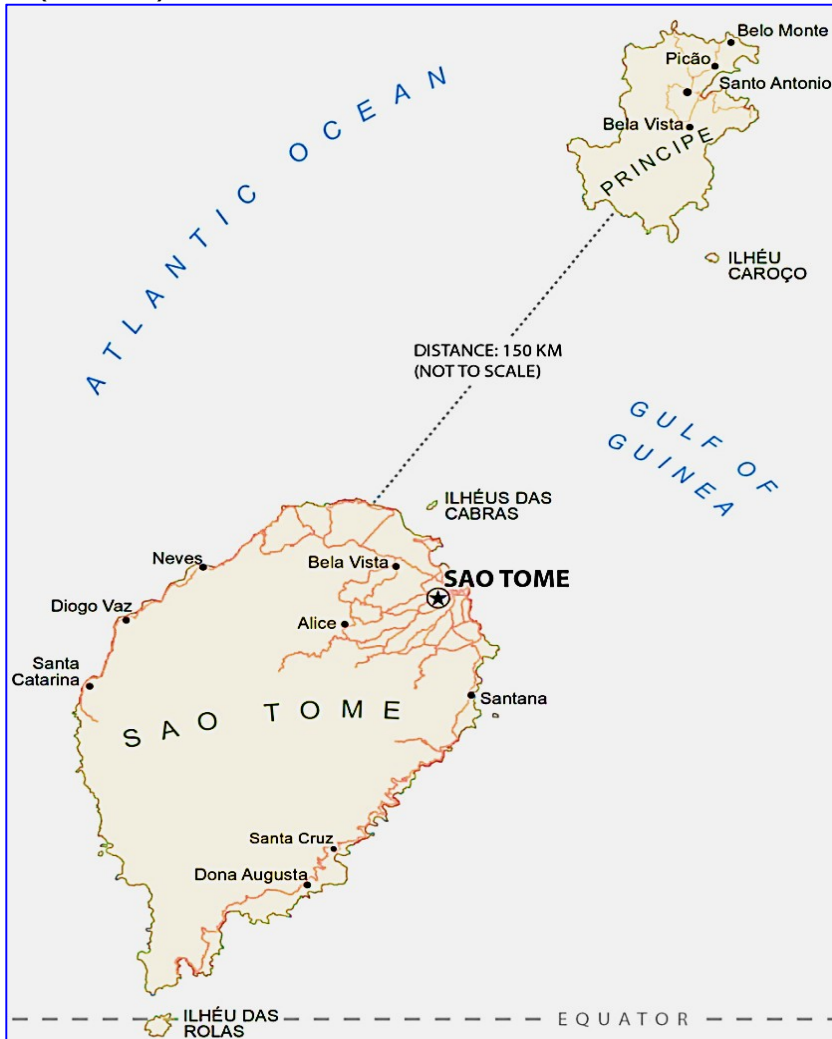 Belo Monte
Picão
Santo Antonio
Bela Vista
PRINCIPE
ATLANTIC OCEAN
ILHÉU
CAROÇO
DISTANCE: 150 KM
(NOT TO SCALE)
GULF OF
GUINEA
ILHÉUS DAS
CABRAS
Neves
Bela Vista
SAO TOME
Diogo Vaz
Alice
Santa
Catarina
Santana
SAO TOME
Santa Cruz
Dona Augusta
ILHÉU DAS
ROLAS
EQUATOR